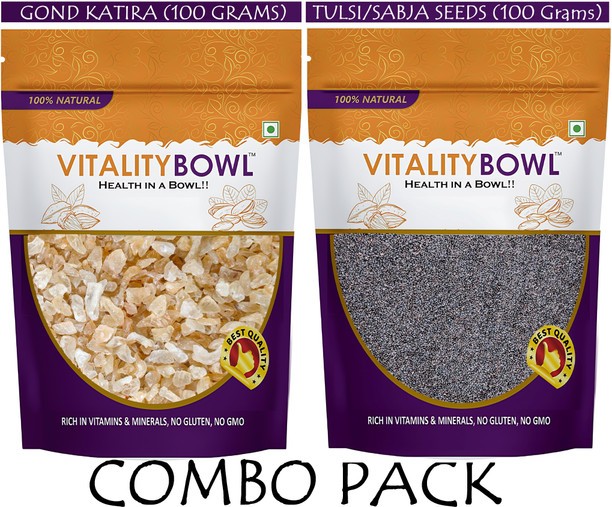 GOND KATIRA (100 GRAMS)
TULSI/SABJA SEEDS (100 Grams)
100% NATURAL
VITALITYBOWL™
HEALTH IN A BOWL!!
BEST QUALITY
RICH IN VITAMINS & MINERALS, NO GLUTEN, NO GMO
100% NATURAL
VITALITYBOWL™
HEALTH IN A BOWL!!
BEST QUALITY
RICH IN VITAMINS & MINERALS, NO GLUTEN, NO GMO
COMBO PACK